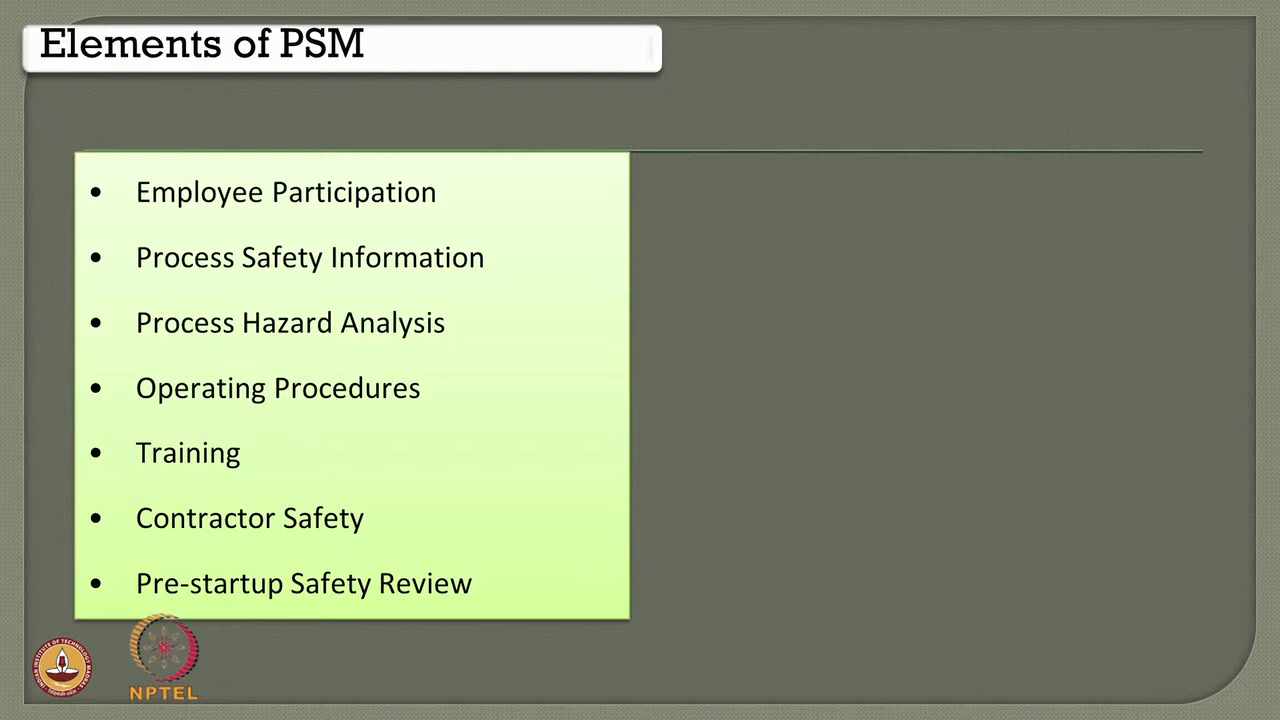 Elements of PSM
• Employee Participation
• Process Safety Information
• Process Hazard Analysis
• Operating Procedures
• Training
• Contractor Safety
• Pre-startup Safety Review
NPTEL